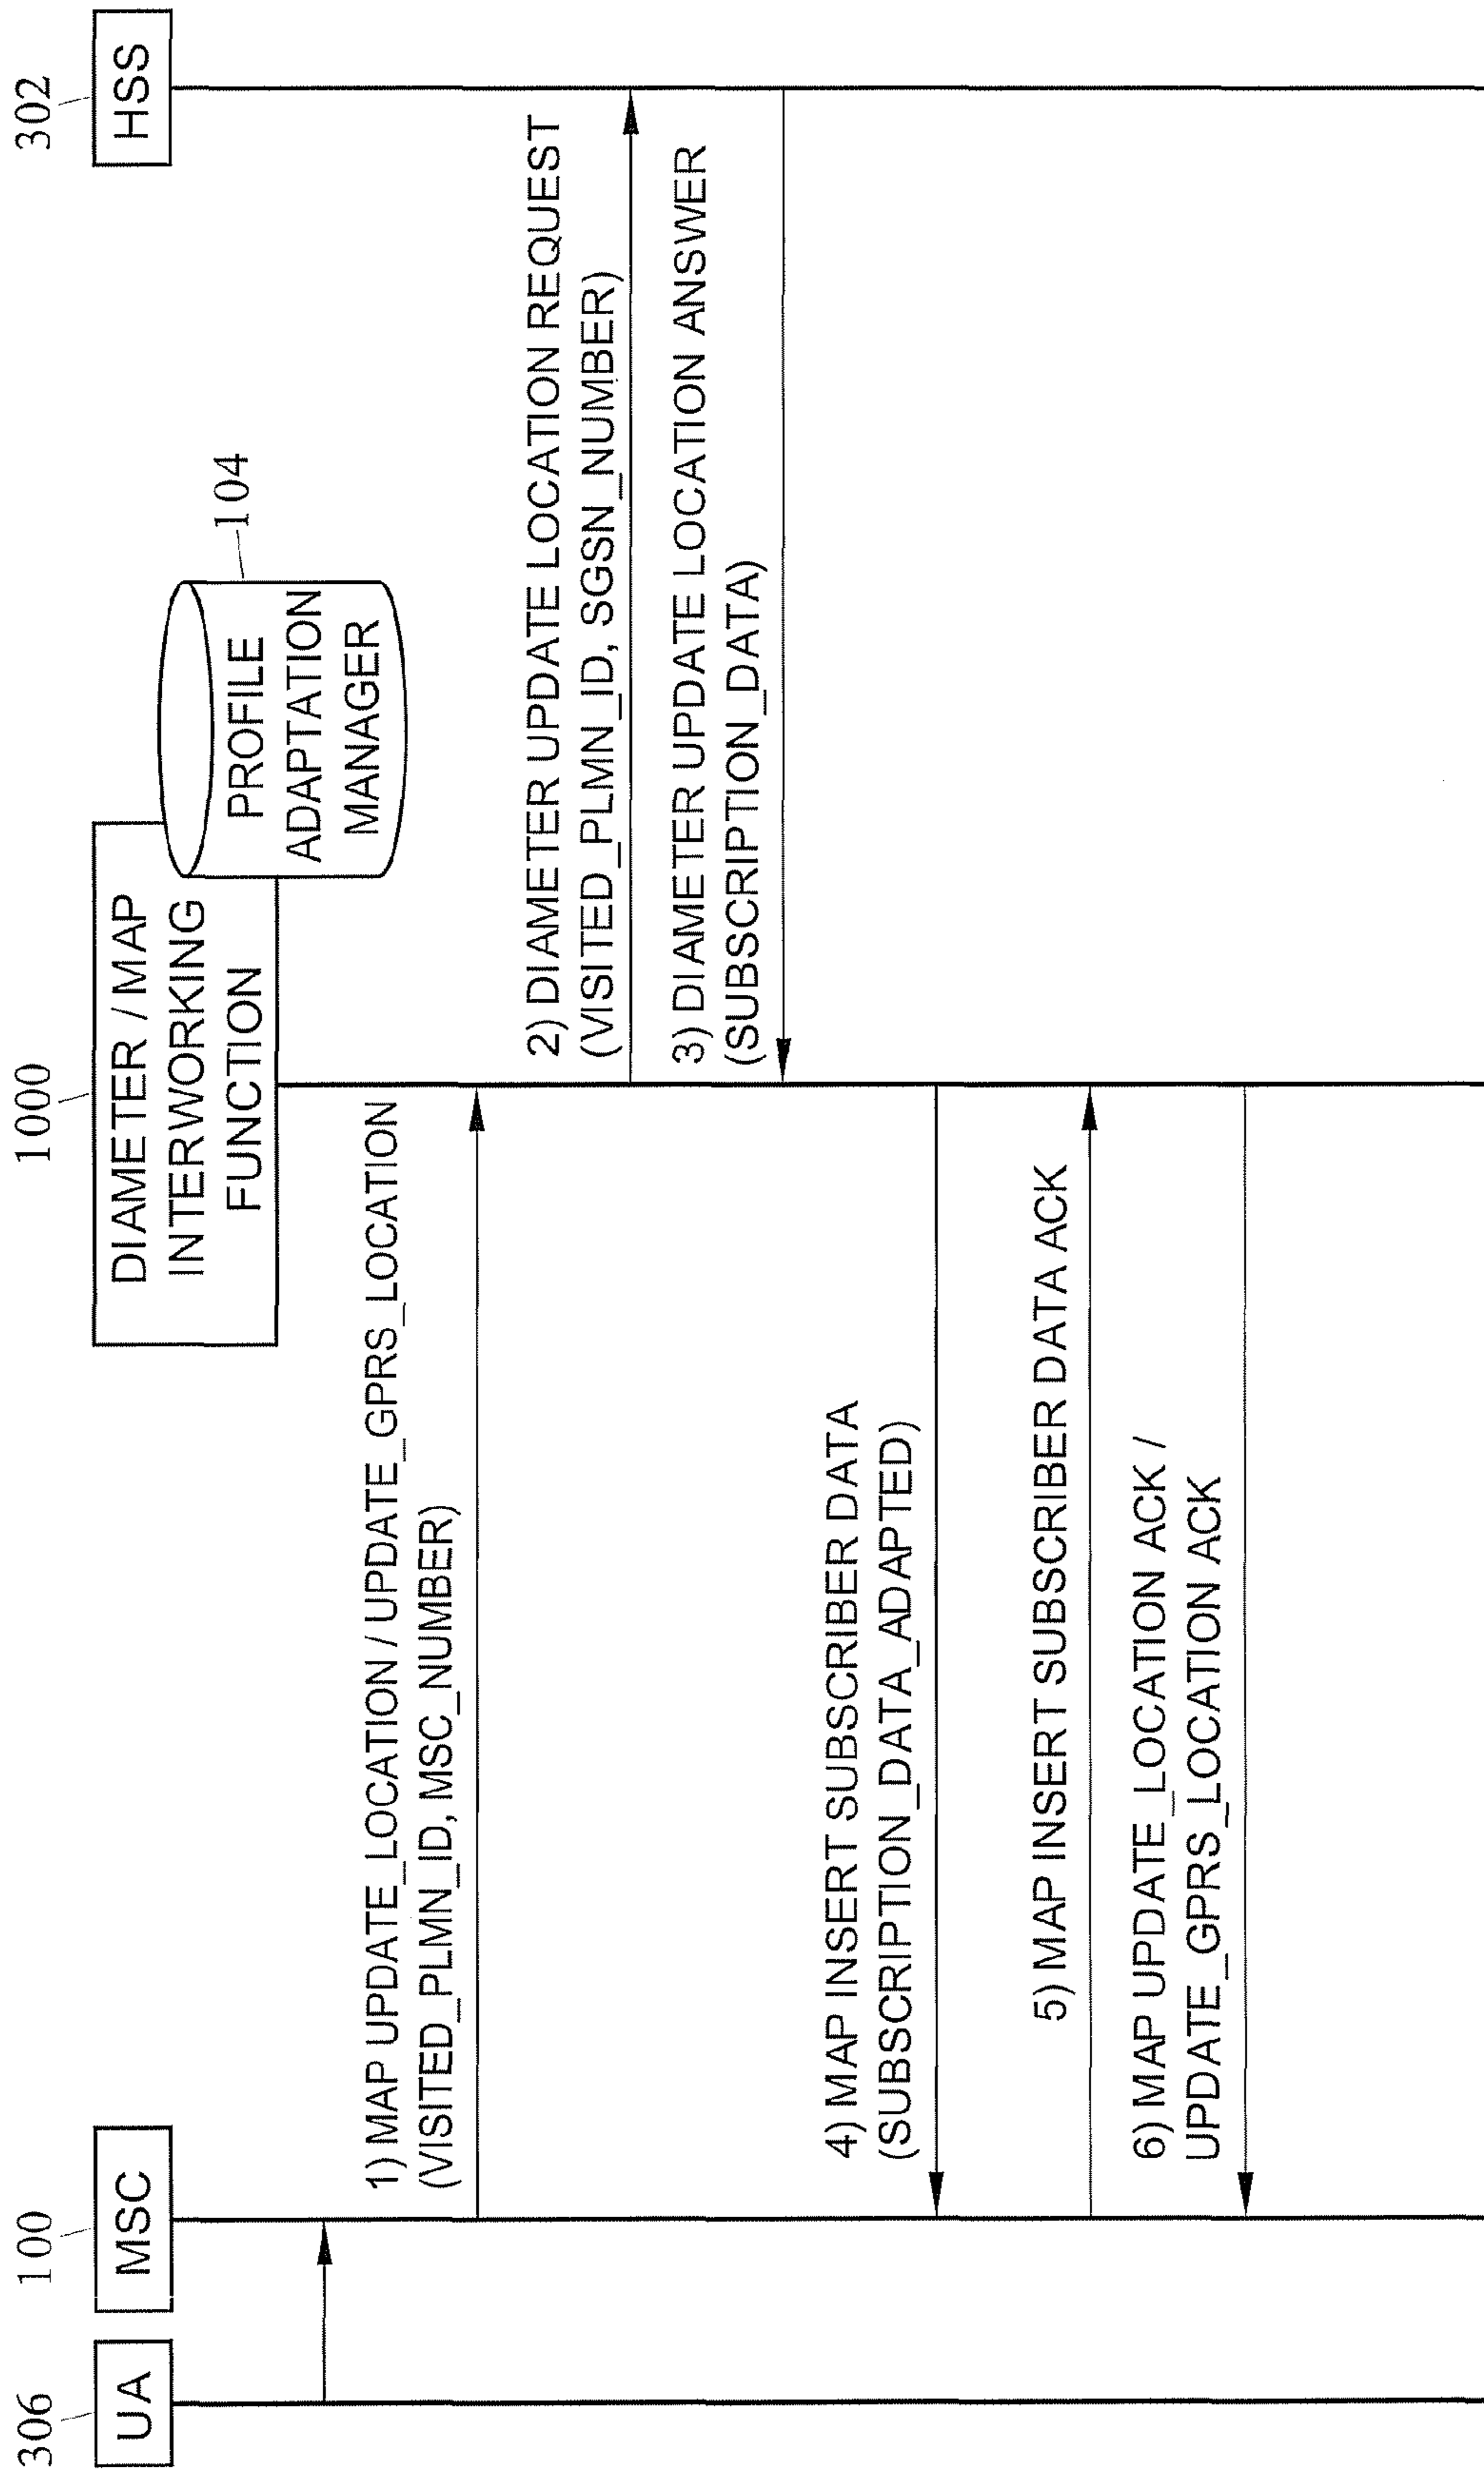 306
UA
100
MSC
1000
DIAMETER / MAP
INTERWORKING
FUNCTION
PROFILE
ADAPTATION
MANAGER
104
302
HSS
1) MAP UPDATE_LOCATION / UPDATE_GPRS_LOCATION
(VISITED_PLMN_ID, MSC_NUMBER)
2) DIAMETER UPDATE LOCATION REQUEST
(VISITED_PLMN_ID, SGSN_NUMBER)
3) DIAMETER UPDATE LOCATION ANSWER
(SUBSCRIPTION_DATA)
4) MAP INSERT SUBSCRIBER DATA
(SUBSCRIPTION_DATA_ADAPTED)
5) MAP INSERT SUBSCRIBER DATA ACK
6) MAP UPDATE_LOCATION ACK /
UPDATE_GPRS_LOCATION ACK